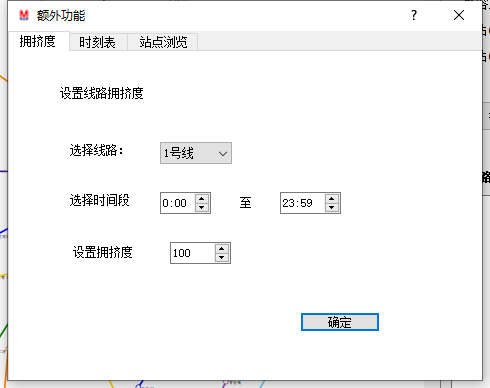 额外功能
拥挤度 时刻表 站点浏览
设置线路拥挤度
选择线路： 1号线
选择时间段 0:00 至 23:59
设置拥挤度 100
确定